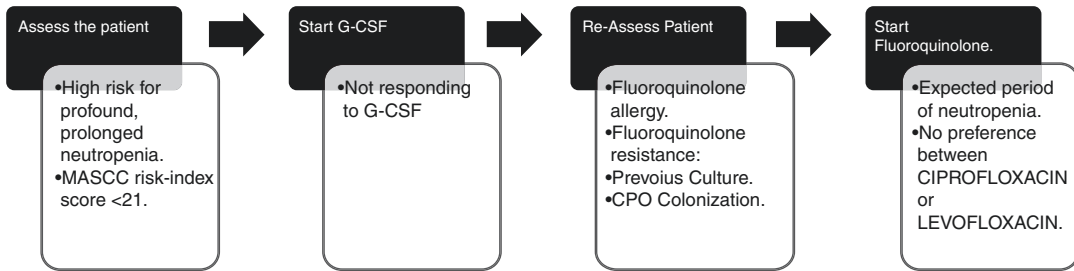 Assess the patient
•High risk for
profound,
prolonged
neutropenia.
•MASCC risk-index
score <21.
Start G-CSF
•Not responding
to G-CSF
Re-Assess Patient
•Fluoroquinolone
allergy.
•Fluoroquinolone
resistance:
•Prevoius Culture.
•CPO Colonization.
Start
Fluoroquinolone.
•Expected period
of neutropenia.
•No preference
between
CIPROFLOXACIN
or
LEVOFLOXACIN.